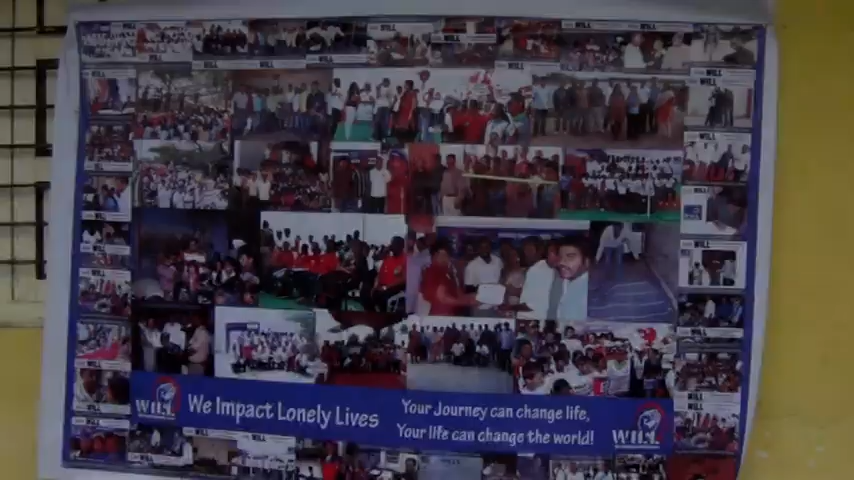 WILL
We Impact Lonely Lives
Your Journey can change life,
Your life can change the world!
WILL